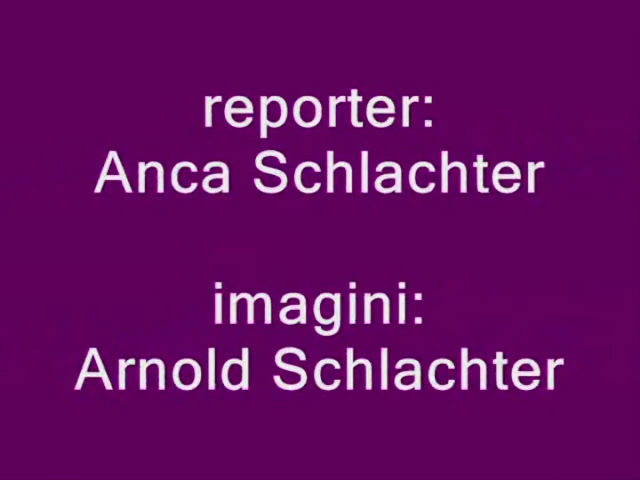 reporter:
Anca Schlachter
imagini:
Arnold Schlachter